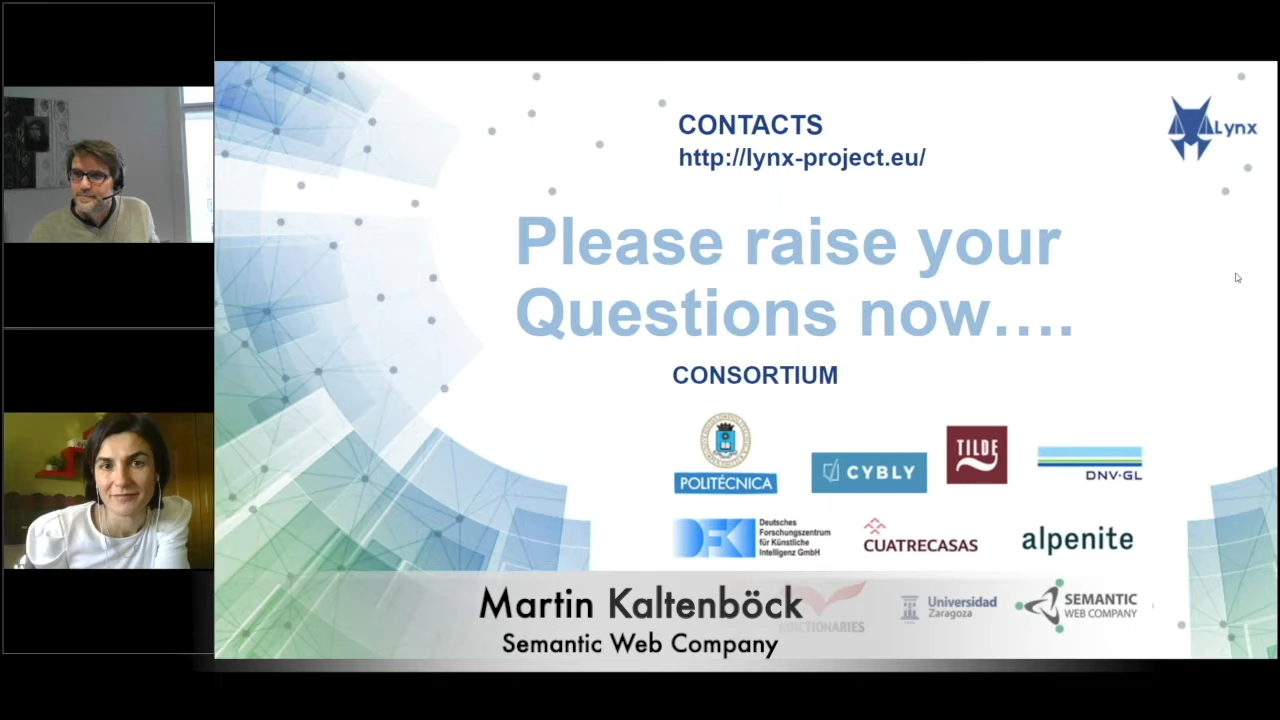 CONTACTS
http://lynx-project.eu/
Lynx
Please raise your
Questions now….
CONSORTIUM
POLITÉCNICA
CYBLY
TILDE
DNV·GL
DFKI
Deutsches
Forschungszentrum
für Künstliche
Intelligenz GmbH
CUATRECASAS
alpenite
Universidad
Zaragoza
SEMANTIC
WEB COMPANY
Martin Kaltenböck
Semantic Web Company